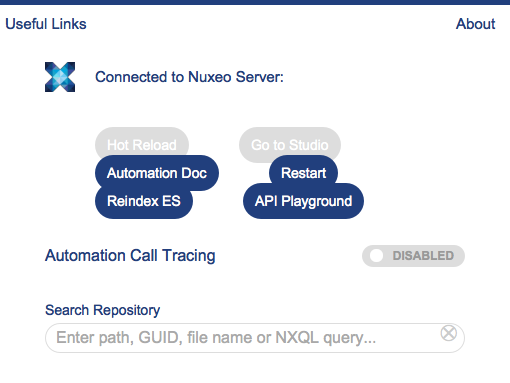 Useful Links About
Connected to Nuxeo Server:
Hot Reload Go to Studio
Automation Doc Restart
Reindex ES API Playground
Automation Call Tracing DISABLED
Search Repository
Enter path, GUID, file name or NXQL query...